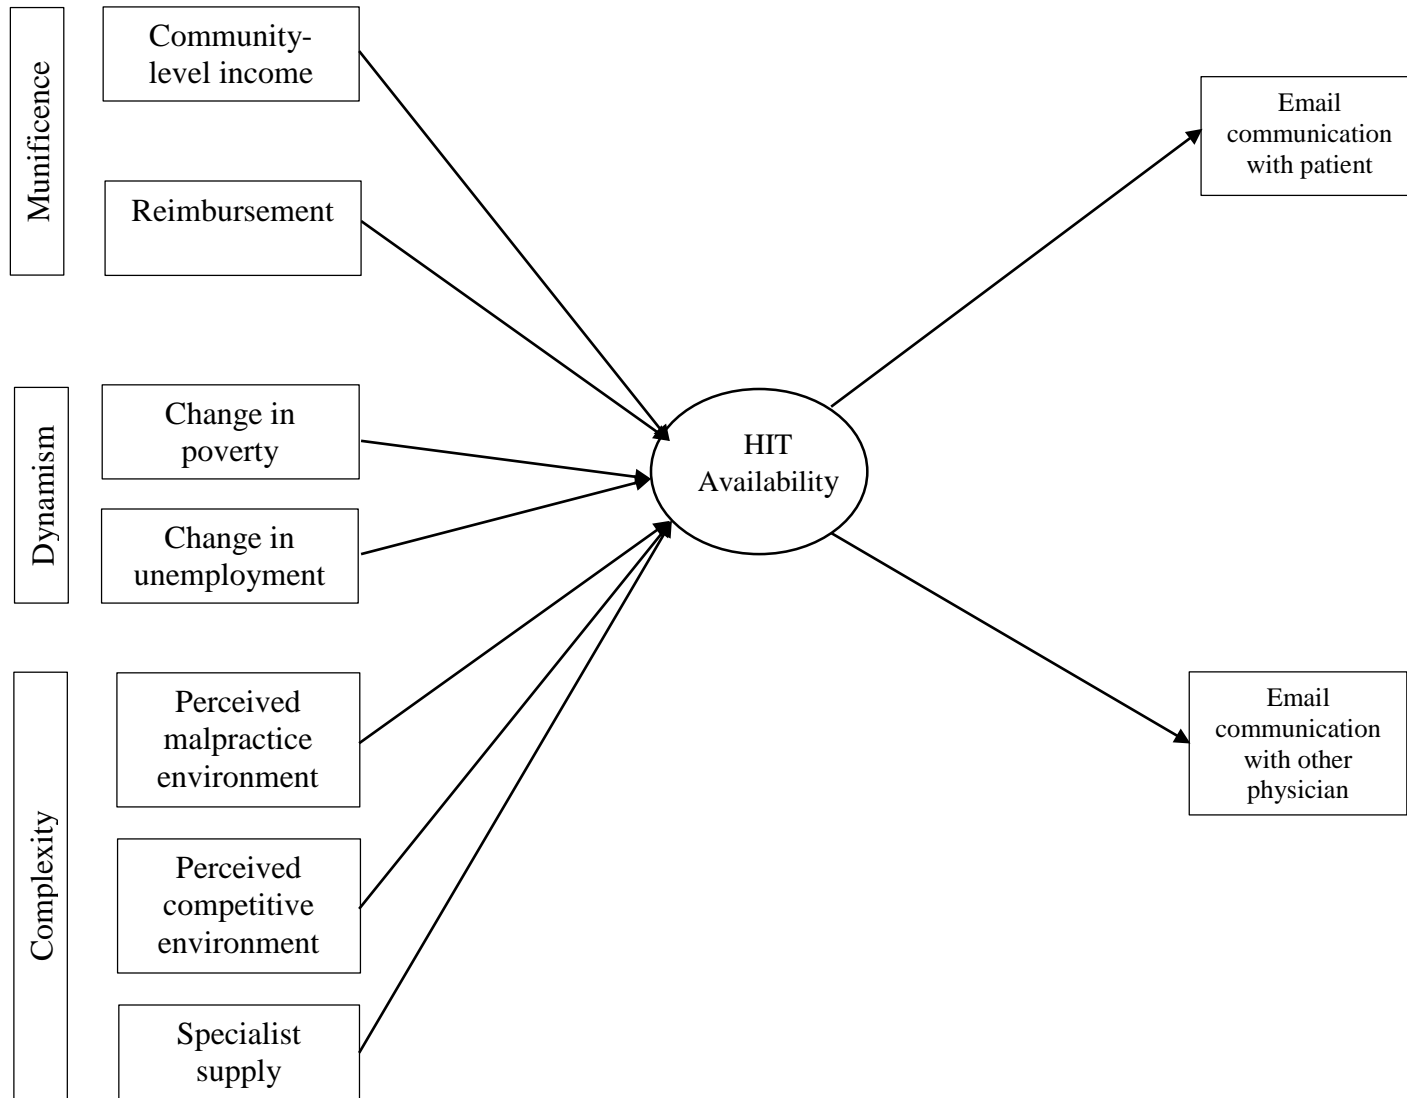 Munificence
Community-
level income
Reimbursement
Dynamism
Change in
poverty
Change in
unemployment
Complexity
Perceived
malpractice
environment
Perceived
competitive
environment
Specialist
supply
HIT
Availability
Email
communication
with patient
Email
communication
with other
physician